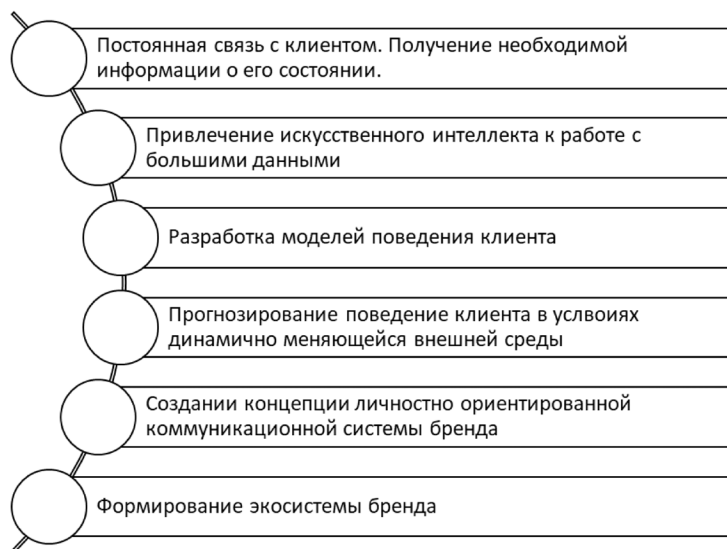 Постоянная связь с клиентом. Получение необходимой
информации о его состоянии.
Привлечение искусственного интеллекта к работе с
большими данными
Разработка моделей поведения клиента
Прогнозирование поведение клиента в услвоиях
динамично меняющейся внешней среды
Создании концепции личностно ориентированной
коммуникационной системы бренда
Формирование экосистемы бренда